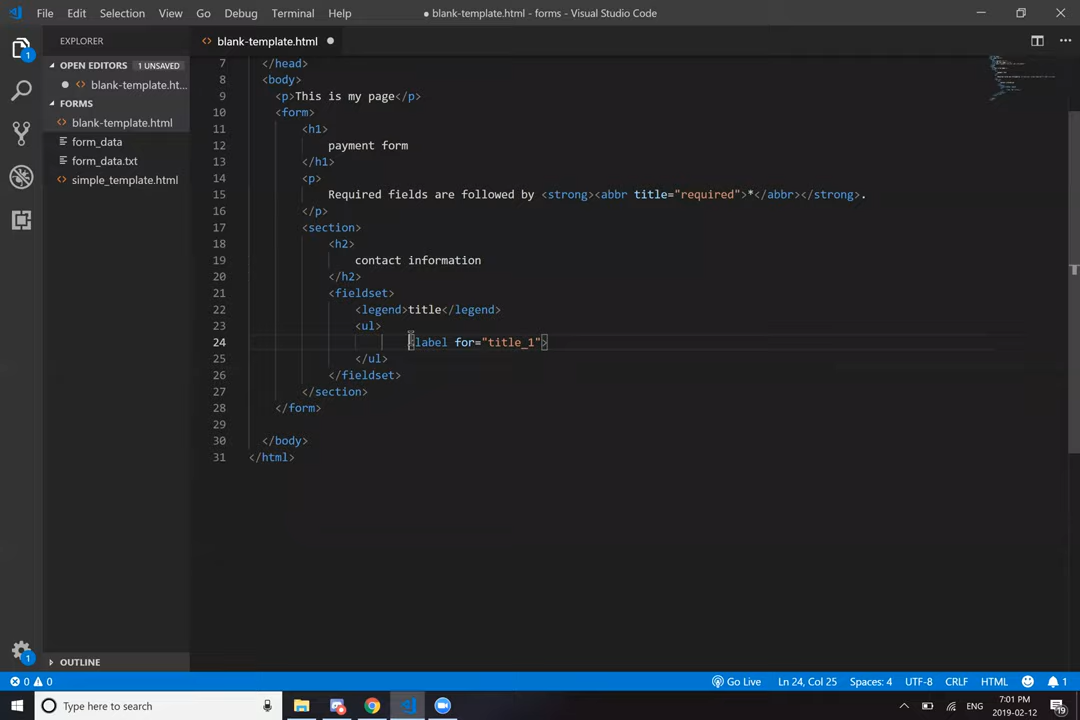 File Edit Selection View Go Debug Terminal Help ● blank-template.html - forms - Visual Studio Code
EXPLORER
<> blank-template.html ●
OPEN EDITORS 1 UNSAVED
● <> blank-template.ht...
FORMS
<> blank-template.html
form_data
form_data.txt
<> simple_template.html
7 </head>
8 <body>
9 <p>This is my page</p>
10 <form>
11 <h1>
12 payment form
13 </h1>
14 <p>
15 Required fields are followed by <strong><abbr title="required">*</abbr></strong>.
16 </p>
17 <section>
18 <h2>
19 contact information
20 </h2>
21 <fieldset>
22 <legend>title</legend>
23 <ul>
24 <label for="title_1">
25 </ul>
26 </fieldset>
27 </section>
28 </form>
29
30 </body>
31 </html>
OUTLINE
0 0 Go Live Ln 24, Col 25 Spaces: 4 UTF-8 CRLF HTML 1
Type here to search
ENG
7:01 PM
2019-02-12
19
1
1